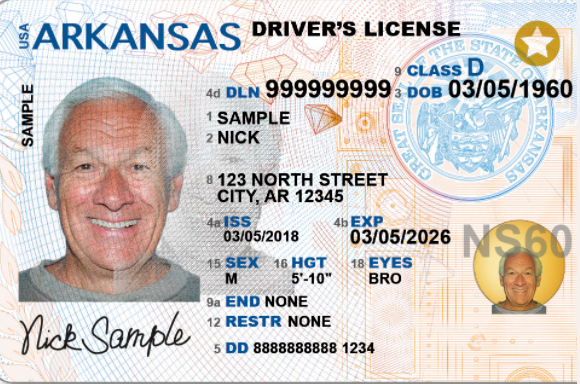 USA ARKANSAS DRIVER'S LICENSE
SAMPLE
9 CLASS D
4d DLN 999999999 3 DOB 03/05/1960
1 SAMPLE
2 NICK
8 123 NORTH STREET
CITY, AR 12345
4a ISS 4b EXP
03/05/2018 03/05/2026
15 SEX 16 HGT 18 EYES
M 5'-10" BRO
NS60
9a END NONE
12 RESTR NONE
Nick Sample
5 DD 8888888888 1234
GREAT SEAL OF THE STATE OF ARKANSAS